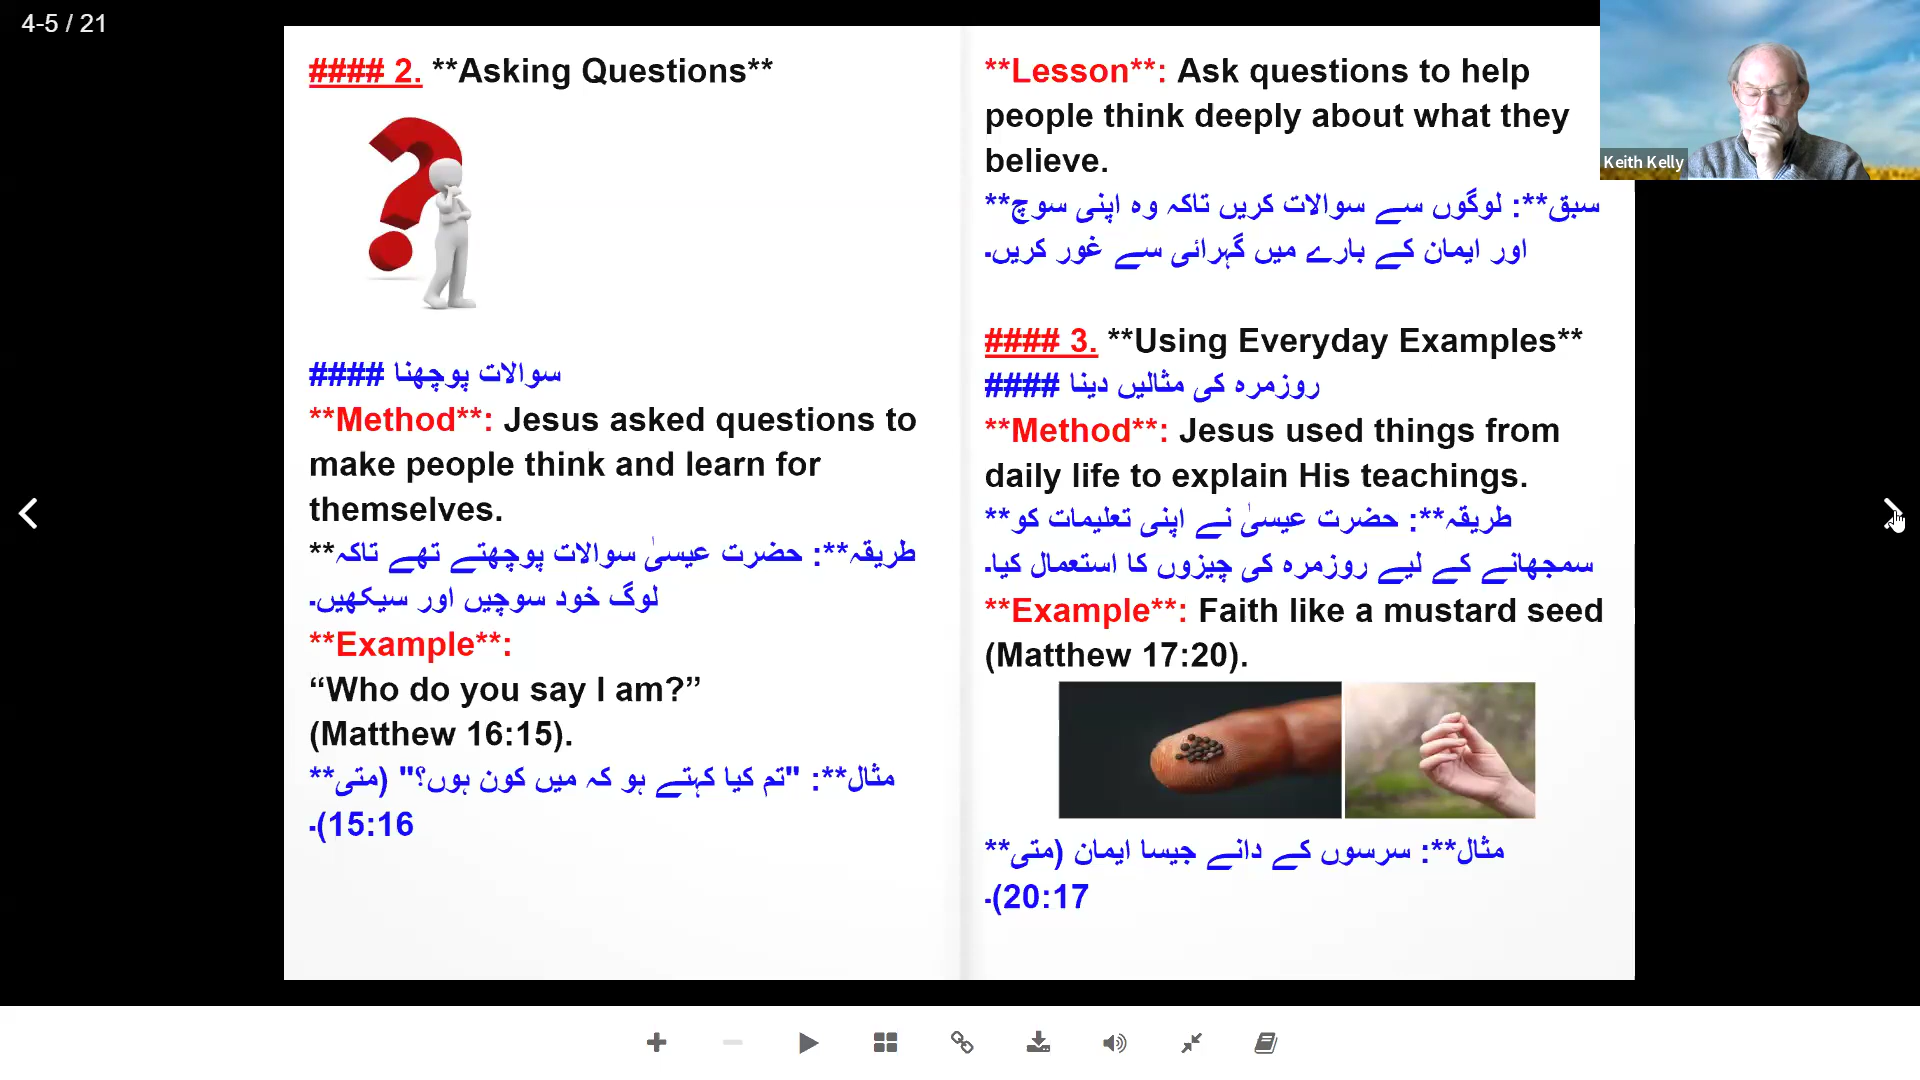 4-5 / 21
#### 2. **Asking Questions**
#### سوالات پوچھنا
**Method**: Jesus asked questions to
make people think and learn for
themselves.
**طریقہ**: حضرت عیسیٰ سوالات پوچھتے تھے تاکہ
لوگ خود سوچیں اور سیکھیں۔
**Example**:
“Who do you say I am?”
(Matthew 16:15).
**مثال**: "تم کیا کہتے ہو کہ میں کون ہوں؟" (متی
15:16)۔
**Lesson**: Ask questions to help
people think deeply about what they
believe.
**سبق**: لوگوں سے سوالات کریں تاکہ وہ اپنی سوچ
اور ایمان کے بارے میں گہرائی سے غور کریں۔
#### 3. **Using Everyday Examples**
#### روزمرہ کی مثالیں دینا
**Method**: Jesus used things from
daily life to explain His teachings.
**طریقہ**: حضرت عیسیٰ نے اپنی تعلیمات کو
سمجھانے کے لیے روزمرہ کی چیزوں کا استعمال کیا۔
**Example**: Faith like a mustard seed
(Matthew 17:20).
**مثال**: سرسوں کے دانے جیسا ایمان (متی
20:17)۔
Keith Kelly